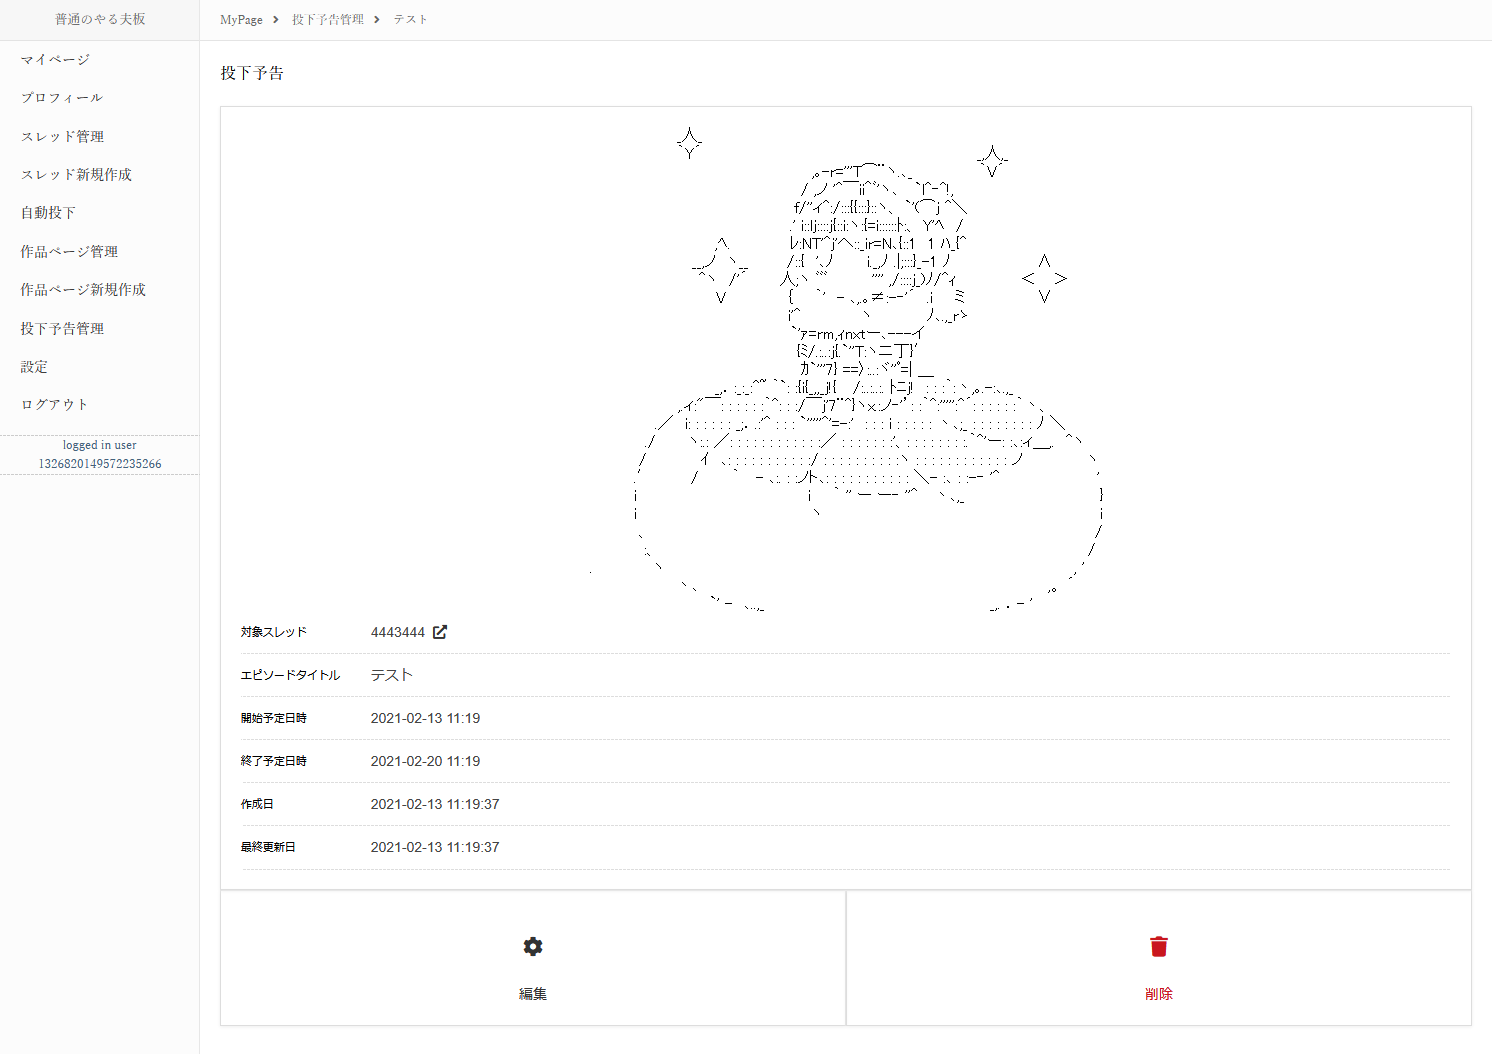 普通のやる夫板
MyPage
投下予告管理
テスト
マイページ
プロフィール
スレッド管理
スレッド新規作成
自動投下
作品ページ管理
作品ページ新規作成
投下予告管理
設定
ログアウト
logged in user
1326820149572235266
投下予告
対象スレッド 4443444
エピソードタイトル テスト
開始予定日時 2021-02-13 11:19
終了予定日時 2021-02-20 11:19
作成日 2021-02-13 11:19:37
最終更新日 2021-02-13 11:19:37
編集
削除